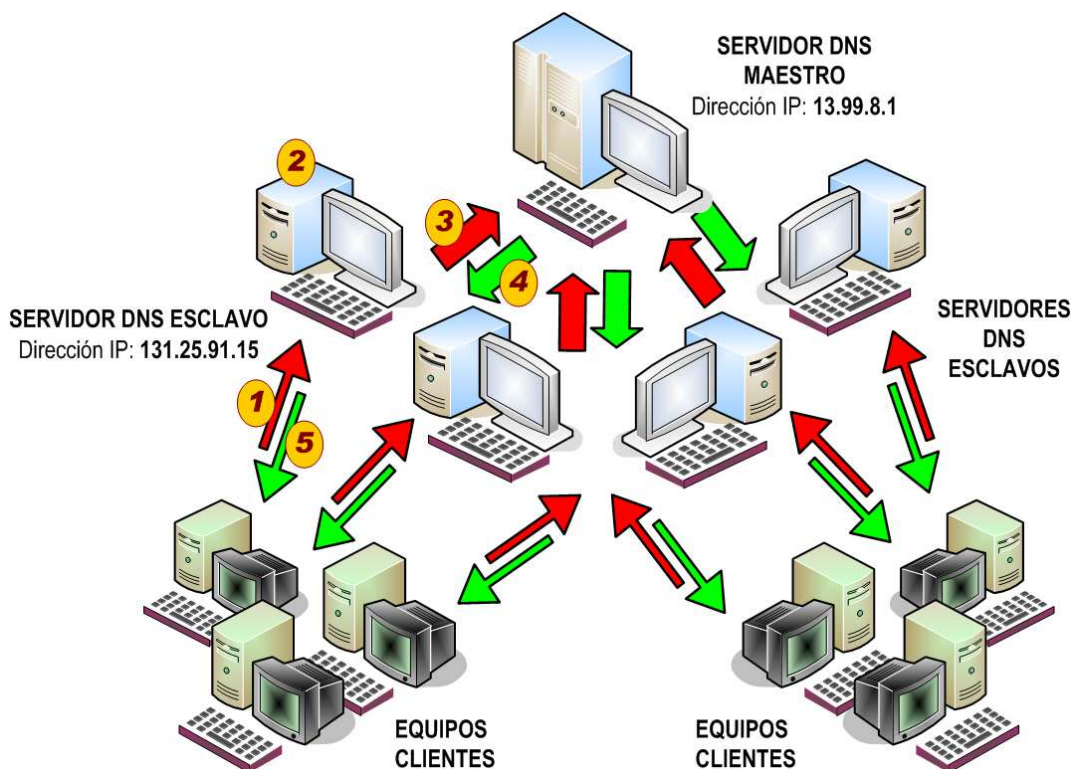 SERVIDOR DNS
MAESTRO
Dirección IP: 13.99.8.1
2
3
4
SERVIDOR DNS ESCLAVO
Dirección IP: 131.25.91.15
SERVIDORES
DNS
ESCLAVOS
1
5
EQUIPOS
CLIENTES
EQUIPOS
CLIENTES